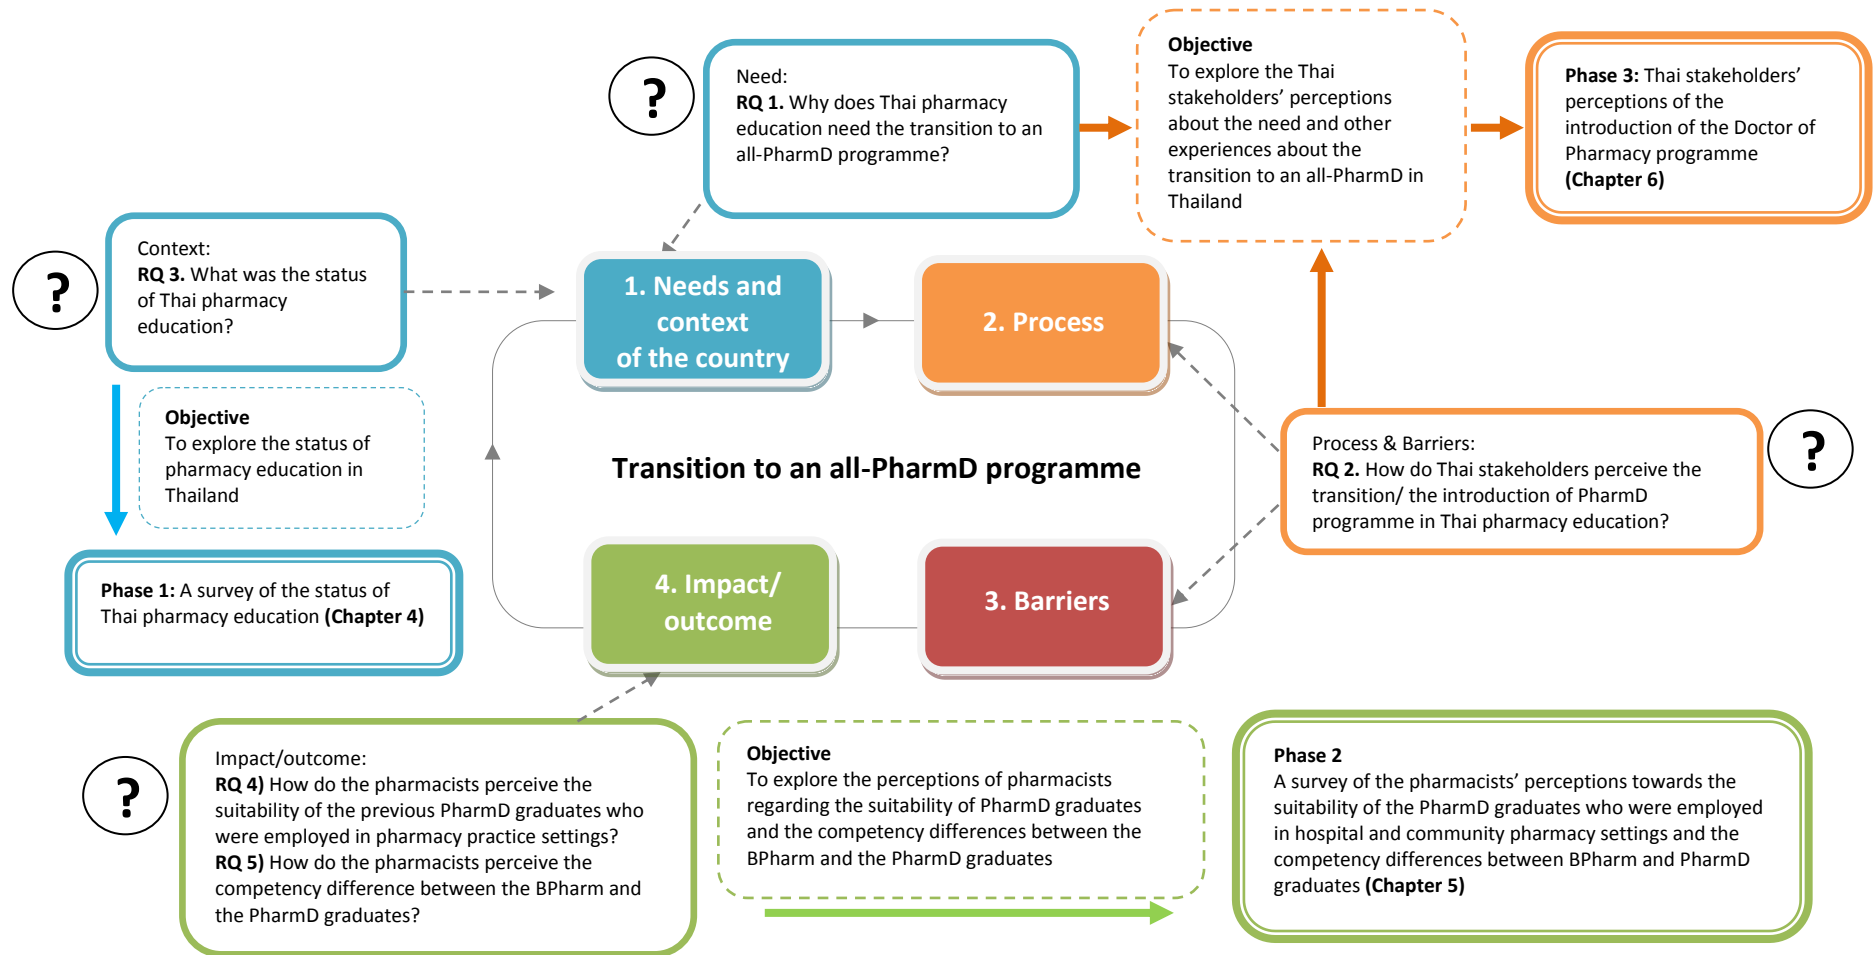 ?
Need:
RQ 1. Why does Thai pharmacy
education need the transition to an
all-PharmD programme?
Objective
To explore the Thai
stakeholders’ perceptions
about the need and other
experiences about the
transition to an all-PharmD in
Thailand
Phase 3: Thai stakeholders’
perceptions of the
introduction of the Doctor of
Pharmacy programme
(Chapter 6)
?
Context:
RQ 3. What was the status
of Thai pharmacy
education?
1. Needs and
context
of the country
2. Process
Objective
To explore the status of
pharmacy education in
Thailand
Transition to an all-PharmD programme
Process & Barriers:
RQ 2. How do Thai stakeholders perceive the
transition/ the introduction of PharmD
programme in Thai pharmacy education?
?
Phase 1: A survey of the status of
Thai pharmacy education (Chapter 4)
4. Impact/
outcome
3. Barriers
?
Impact/outcome:
RQ 4) How do the pharmacists perceive the
suitability of the previous PharmD graduates who
were employed in pharmacy practice settings?
RQ 5) How do the pharmacists perceive the
competency difference between the BPharm and
the PharmD graduates?
Objective
To explore the perceptions of pharmacists
regarding the suitability of PharmD graduates
and the competency differences between the
BPharm and the PharmD graduates
Phase 2
A survey of the pharmacists’ perceptions towards the
suitability of the PharmD graduates who were employed
in hospital and community pharmacy settings and the
competency differences between BPharm and PharmD
graduates (Chapter 5)